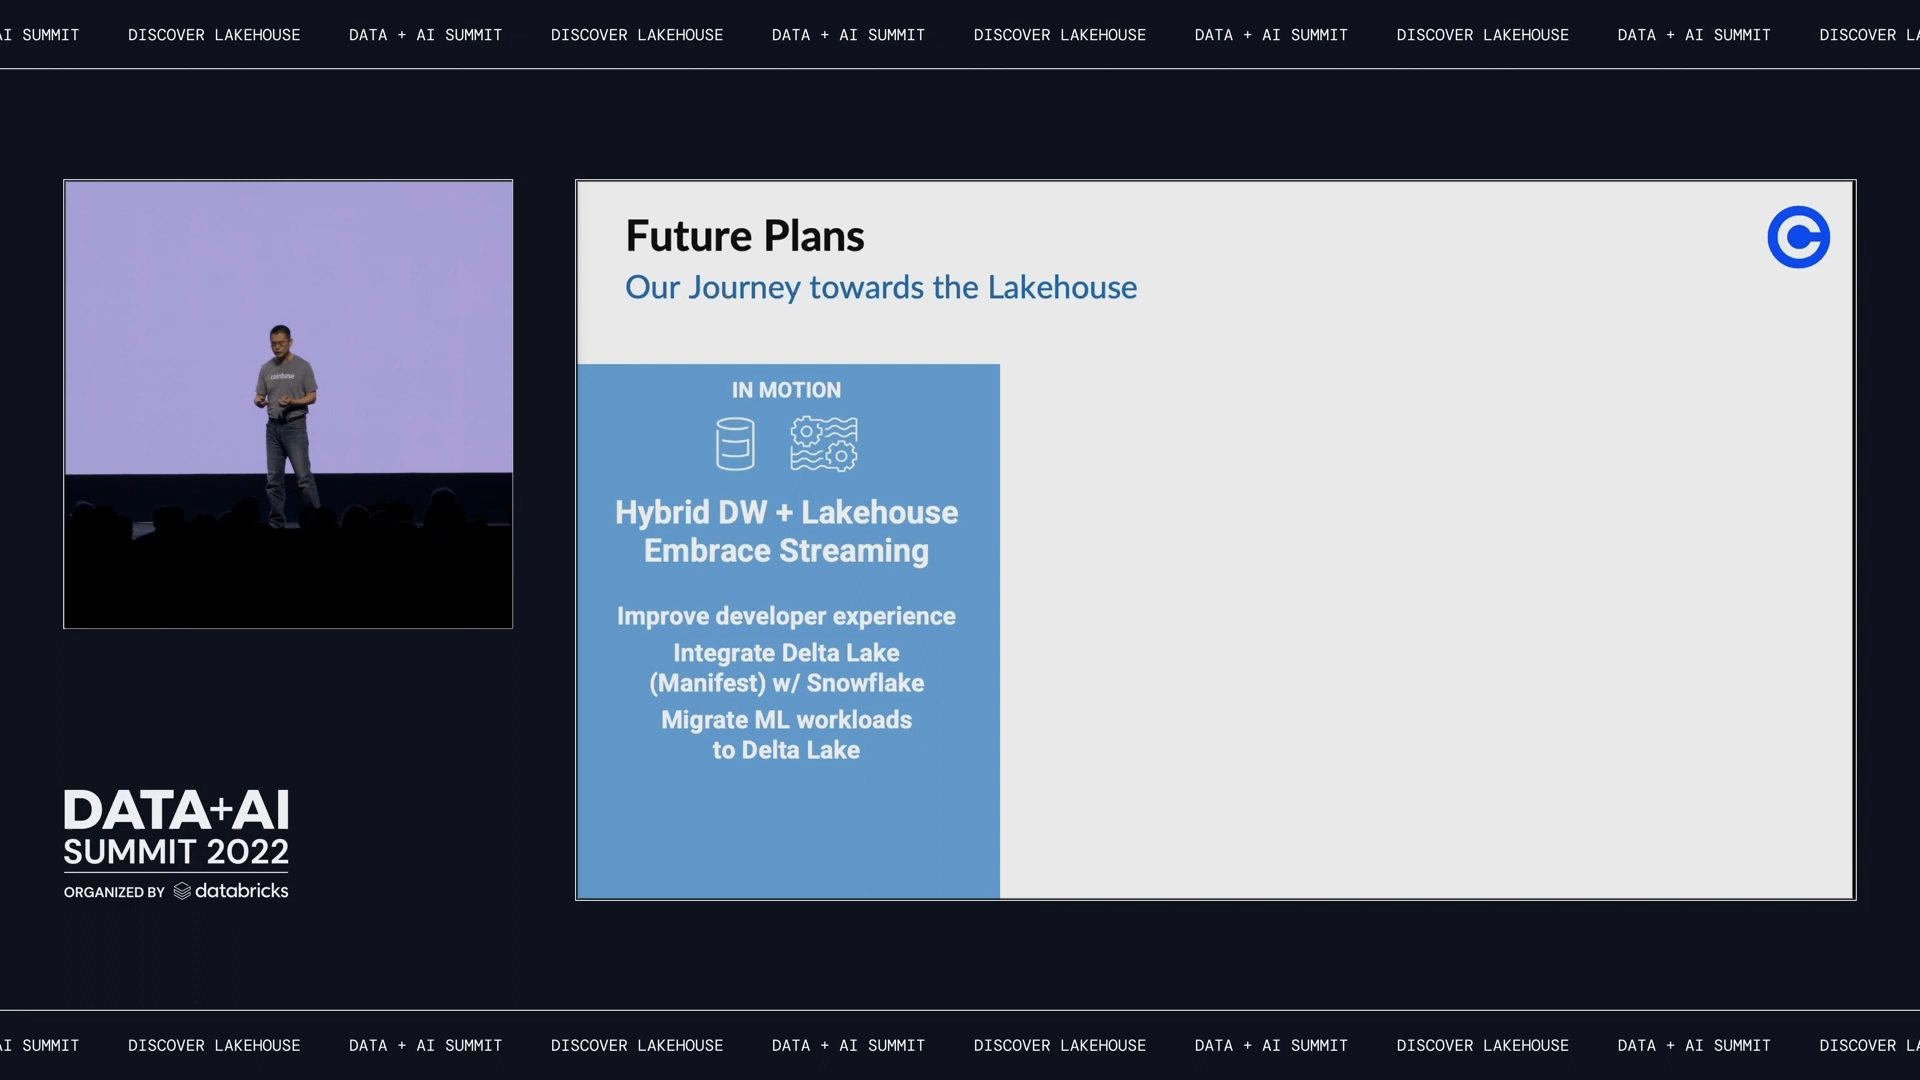 AI SUMMIT DISCOVER LAKEHOUSE DATA + AI SUMMIT DISCOVER LAKEHOUSE DATA + AI SUMMIT DISCOVER LAKEHOUSE DATA + AI SUMMIT DISCOVER LAKEHOUSE DATA + AI SUMMIT DISCOVER LA
coinbase
Future Plans
Our Journey towards the Lakehouse
IN MOTION
Hybrid DW + Lakehouse
Embrace Streaming
Improve developer experience
Integrate Delta Lake
(Manifest) w/ Snowflake
Migrate ML workloads
to Delta Lake
DATA+AI
SUMMIT 2022
ORGANIZED BY databricks
AI SUMMIT DISCOVER LAKEHOUSE DATA + AI SUMMIT DISCOVER LAKEHOUSE DATA + AI SUMMIT DISCOVER LAKEHOUSE DATA + AI SUMMIT DISCOVER LAKEHOUSE DATA + AI SUMMIT DISCOVER LA